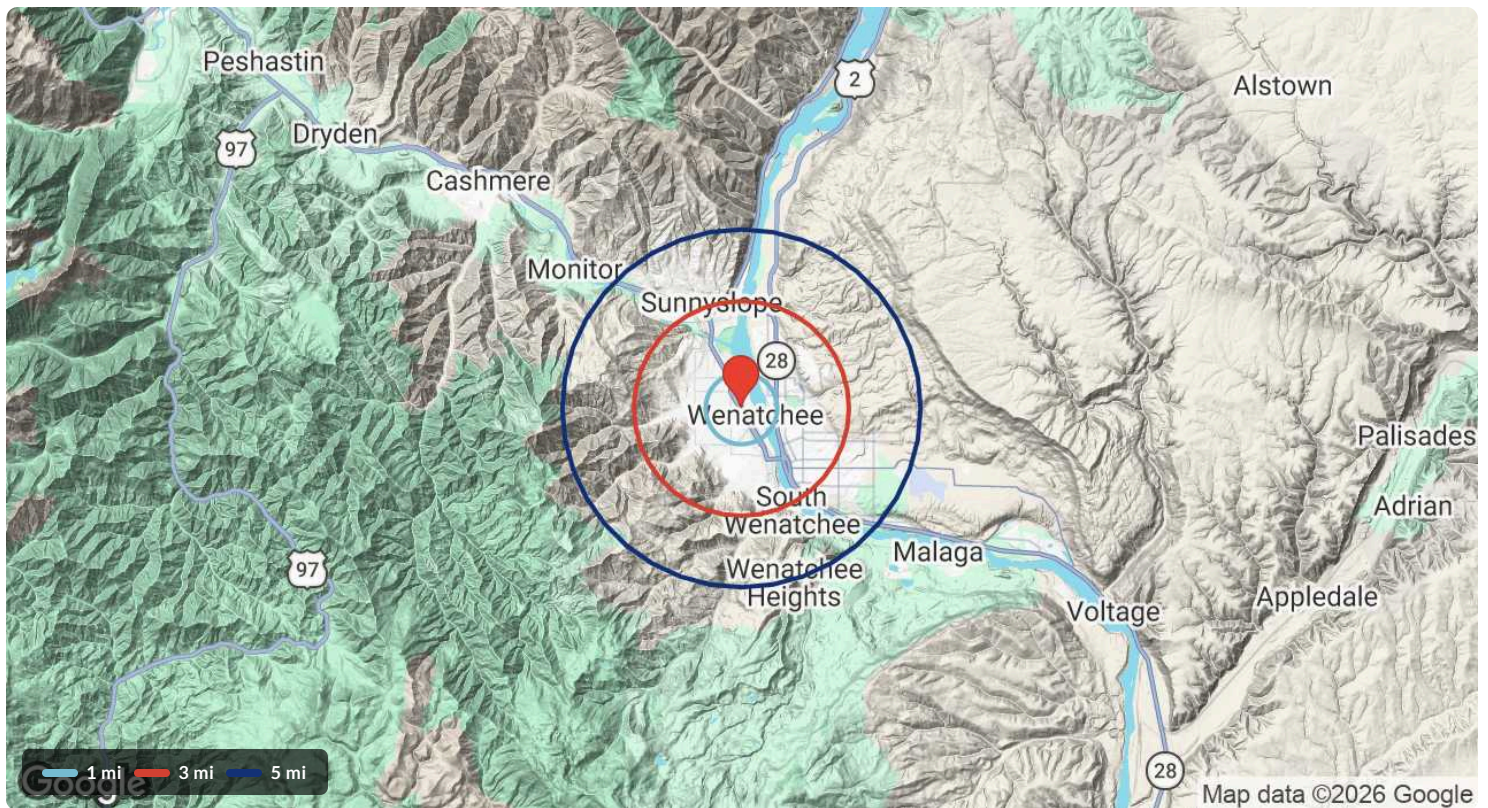 2
Alstown
Peshastin
97
Dryden
Cashmere
Monitor
Sunnyslope
28
Wenatchee
Palisades
South
Wenatchee
Adrian
Malaga
97
Wenatchee
Heights
Appledale
Voltage
28
Google
1 mi 3 mi 5 mi
Map data ©2026 Google